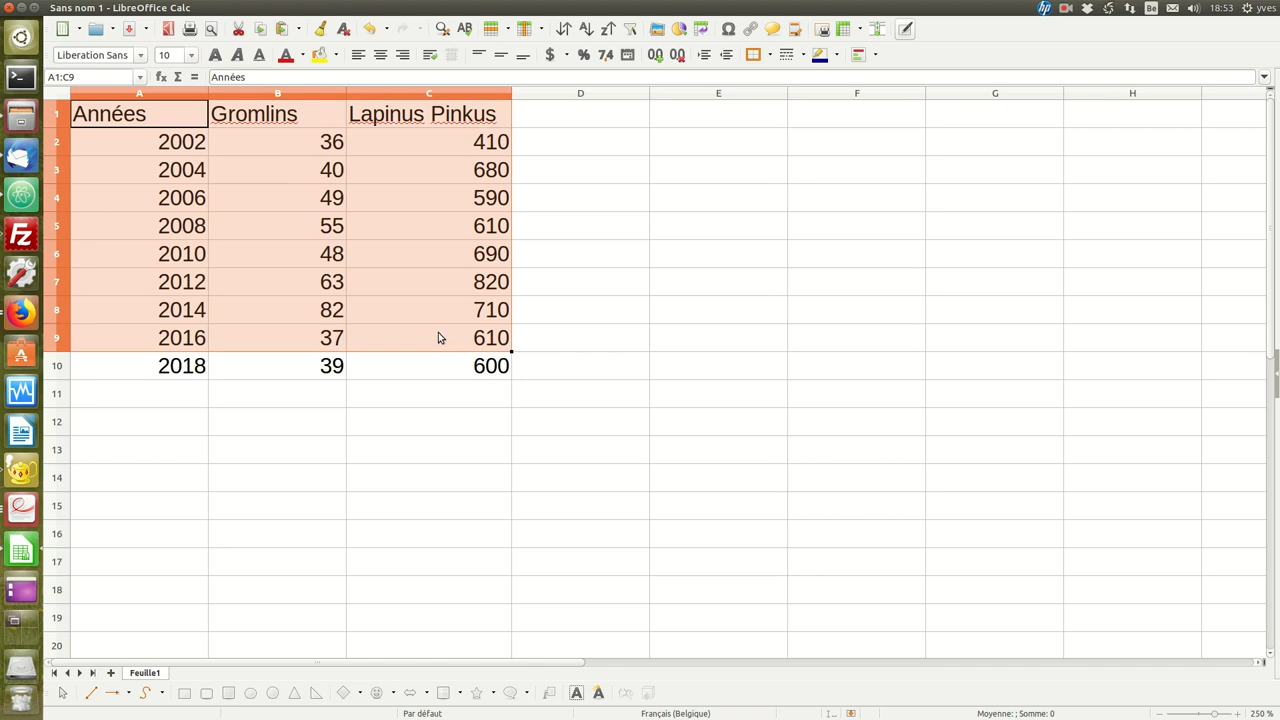 Sans nom 1 - LibreOffice Calc
Be 18:53 yves
Liberation Sans 10
$ % 7.4
A1:C9 Années
A B C D E F G H
1 Années Gromlins Lapinus Pinkus
2 2002 36 410
3 2004 40 680
4 2006 49 590
5 2008 55 610
6 2010 48 690
7 2012 63 820
8 2014 82 710
9 2016 37 610
10 2018 39 600
11
12
13
14
15
16
17
18
19
20
Feuille1
Par défaut Français (Belgique) Moyenne: ; Somme: 0 250 %